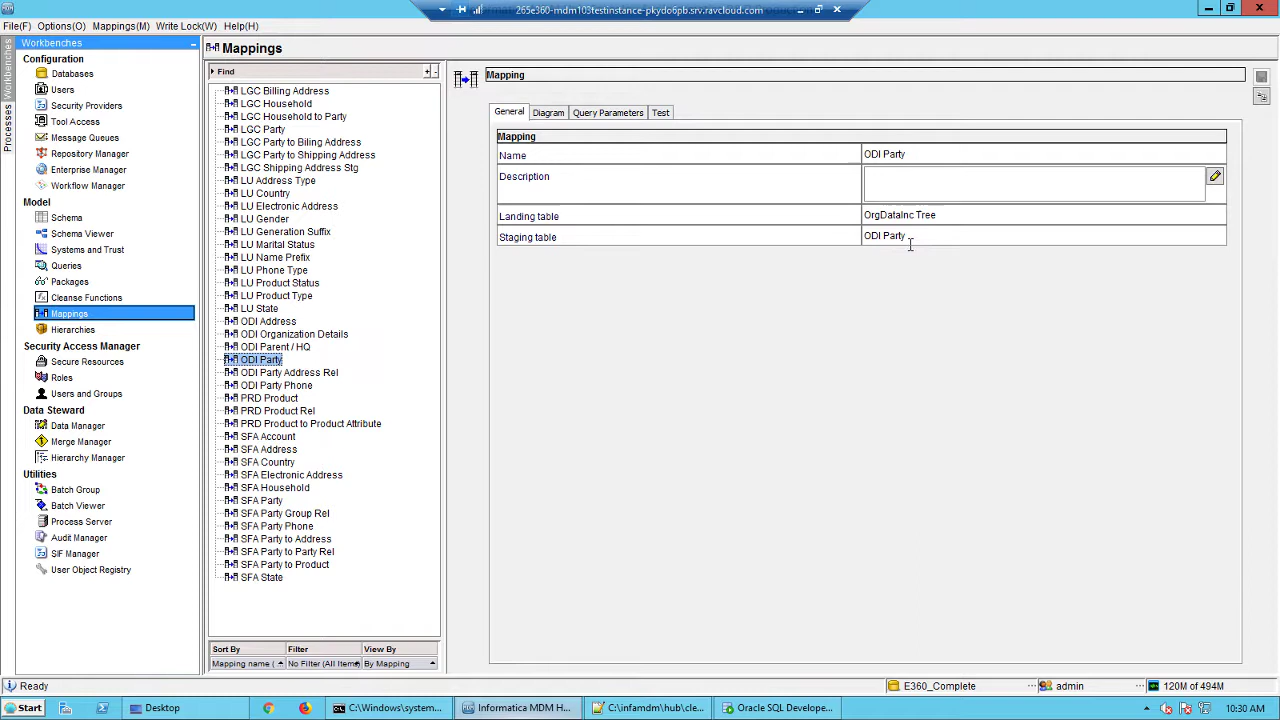 265e360-mdm103testinstance-pkydo6pb.srv.ravcloud.com
File(F) Options(O) Mappings(M) Write Lock(W) Help(H)
Workbenches
Processes
Workbenches
Configuration
Databases
Users
Security Providers
Tool Access
Message Queues
Repository Manager
Enterprise Manager
Workflow Manager
Model
Schema
Schema Viewer
Systems and Trust
Queries
Packages
Cleanse Functions
Mappings
Hierarchies
Security Access Manager
Secure Resources
Roles
Users and Groups
Data Steward
Data Manager
Merge Manager
Hierarchy Manager
Utilities
Batch Group
Batch Viewer
Process Server
Audit Manager
SIF Manager
User Object Registry
Mappings
Find
+ -
LGC Billing Address
LGC Household
LGC Household to Party
LGC Party
LGC Party to Biling Address
LGC Party to Shipping Address
LGC Shipping Address Stg
LU Address Type
LU Country
LU Electronic Address
LU Gender
LU Generation Suffix
LU Marital Status
LU Name Prefix
LU Phone Type
LU Product Status
LU Product Type
LU State
ODI Address
ODI Organization Details
ODI Parent / HQ
ODI Party
ODI Party Address Rel
ODI Party Phone
PRD Product
PRD Product Rel
PRD Product to Product Attribute
SFA Account
SFA Address
SFA Country
SFA Electronic Address
SFA Household
SFA Party
SFA Party Group Rel
SFA Party Phone
SFA Party to Address
SFA Party to Party Rel
SFA Party to Product
SFA State
Sort By Filter View By
Mapping name ( No Filter (All Item By Mapping
Mapping
General Diagram Query Parameters Test
Mapping
Name ODI Party
Description
Landing table OrgDataInc Tree
Staging table ODI Party
Ready E360_Complete admin 120M of 494M
Start Desktop C:\Windows\system... Informatica MDM H... C:\infamdm\hub\cle... Oracle SQL Develope... 10:30 AM